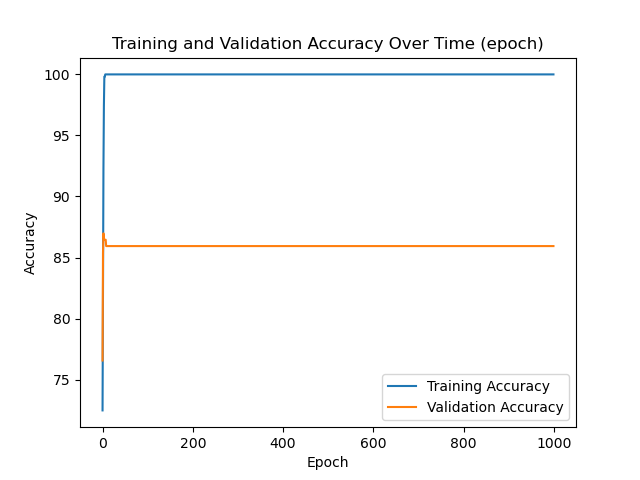 Training and Validation Accuracy Over Time (epoch)
100
95
90
85
80
75
Accuracy
0 200 400 600 800 1000
Epoch
Training Accuracy
Validation Accuracy